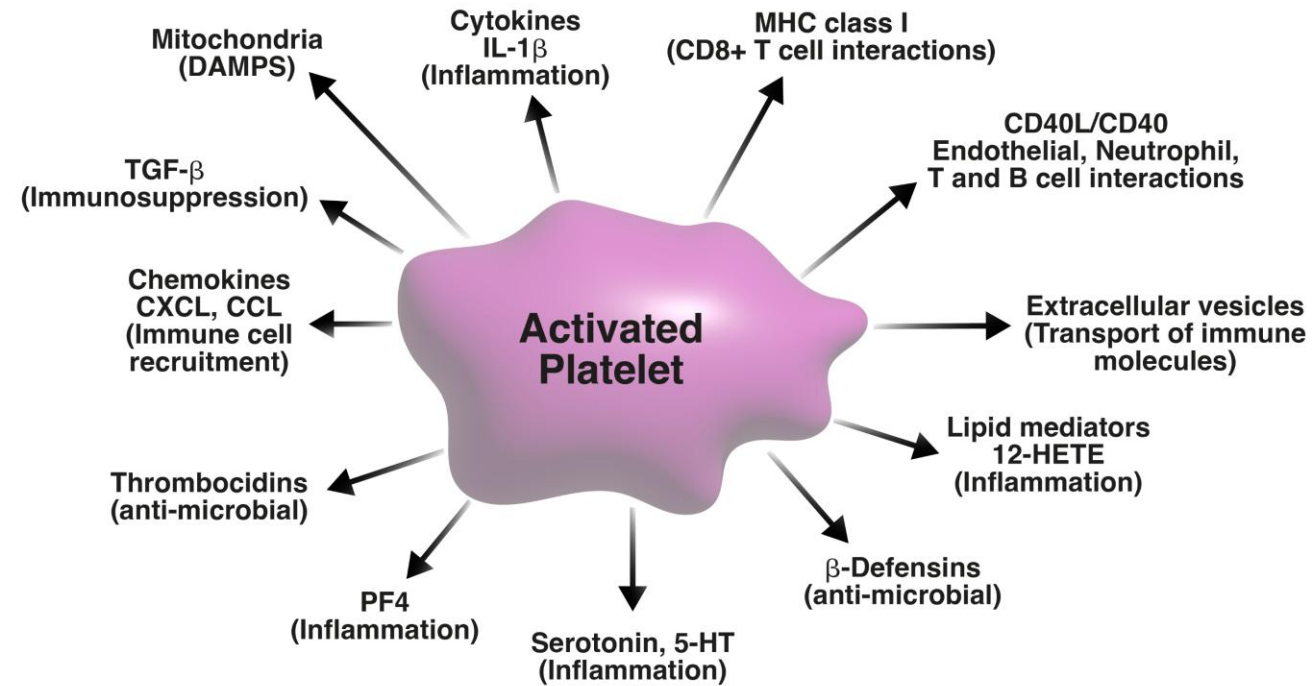 Mitochondria
(DAMPS)
Cytokines
IL-1β
(Inflammation)
MHC class I
(CD8+ T cell interactions)
CD40L/CD40
Endothelial, Neutrophil,
T and B cell interactions
TGF-β
(Immunosuppression)
Chemokines
CXCL, CCL
(Immune cell
recruitment)
Activated
Platelet
Extracellular vesicles
(Transport of immune
molecules)
Lipid mediators
12-HETE
(Inflammation)
Thrombocidins
(anti-microbial)
β-Defensins
(anti-microbial)
PF4
(Inflammation)
Serotonin, 5-HT
(Inflammation)